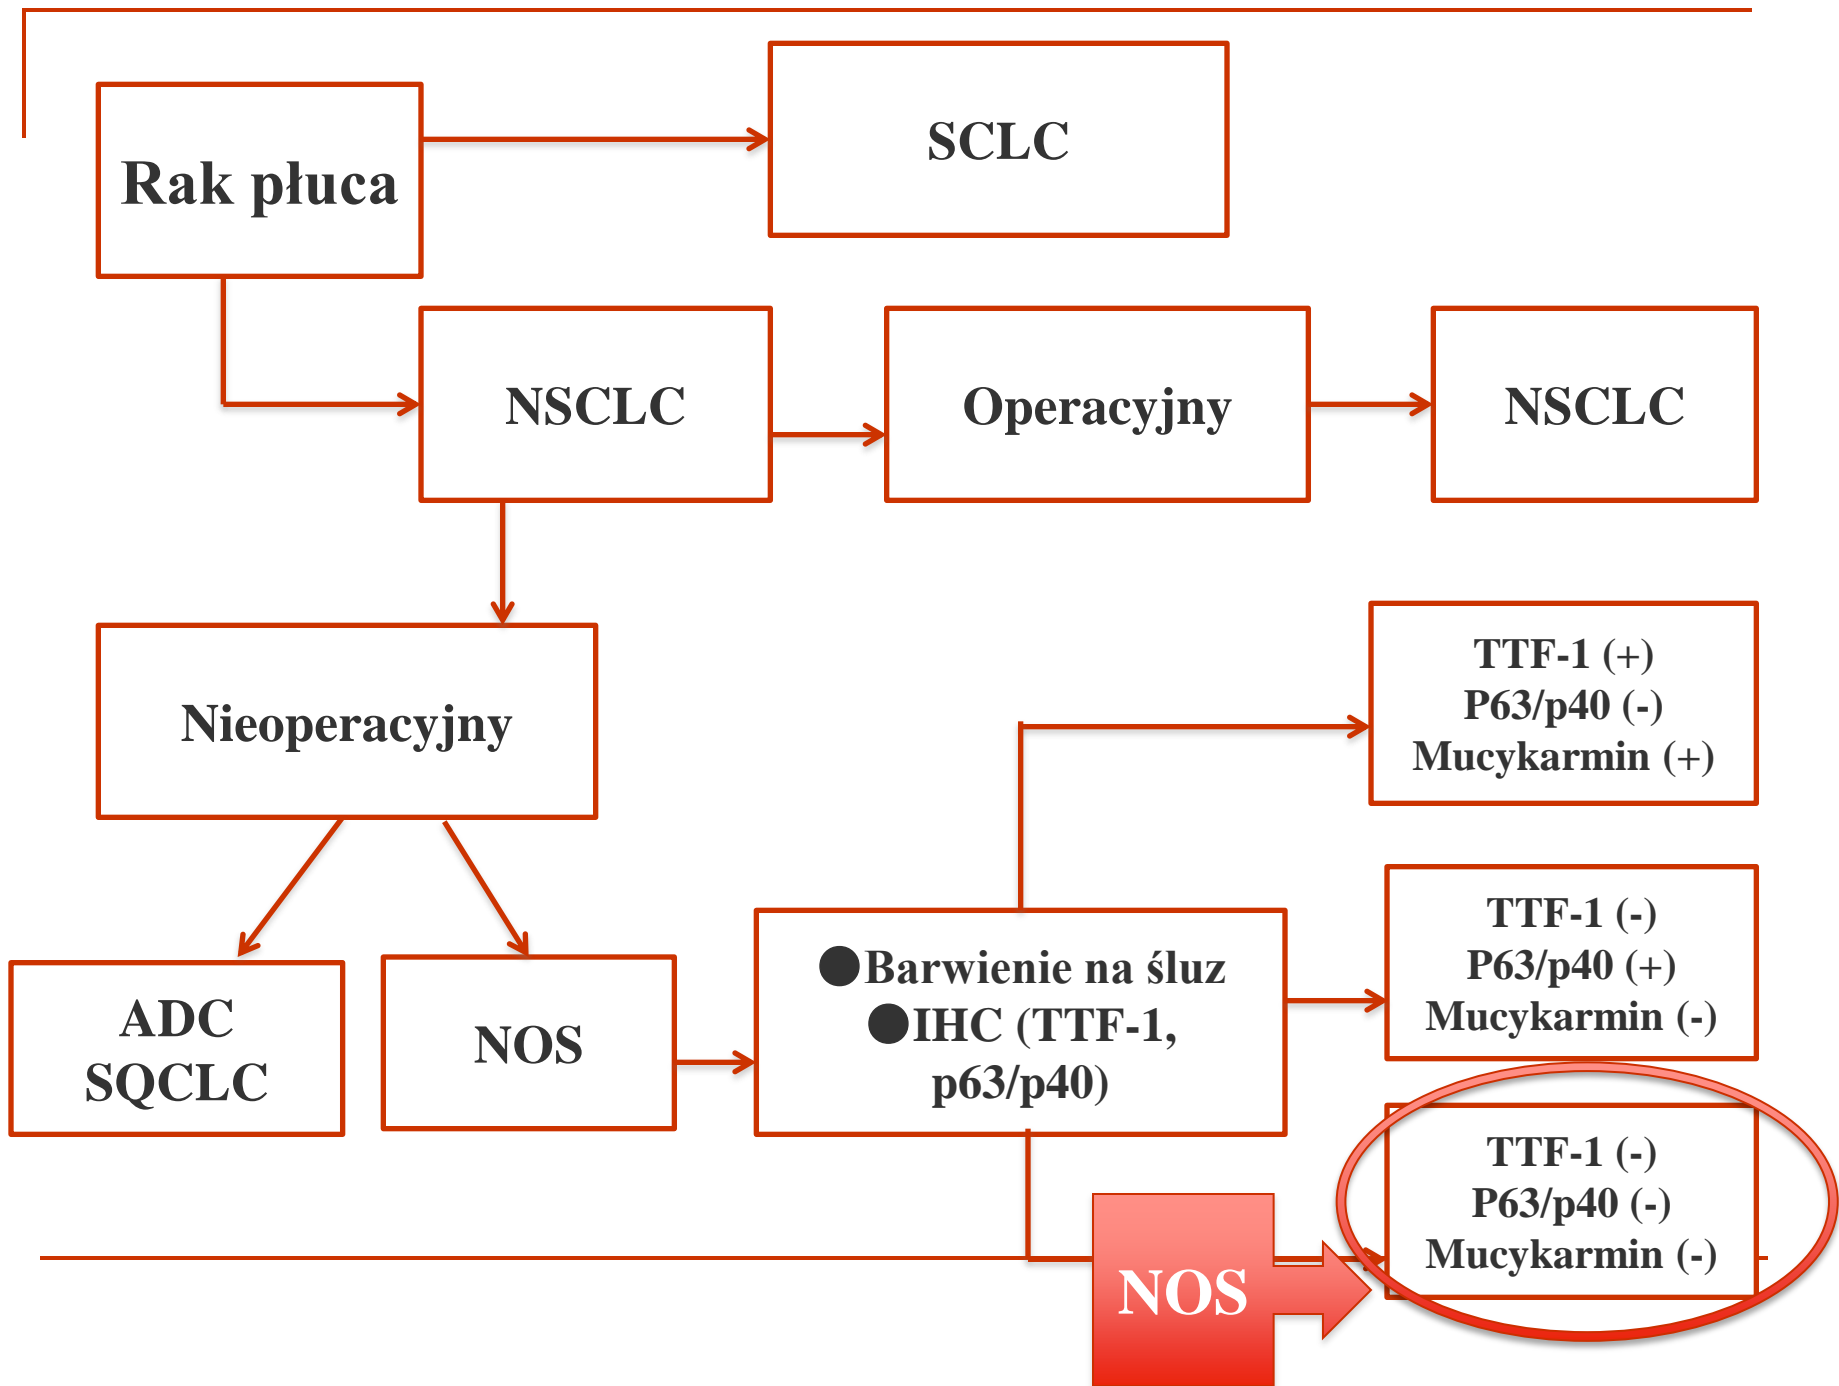 Rak płuca
SCLC
NSCLC
Operacyjny
NSCLC
Nieoperacyjny
ADC
SQCLC
NOS
●Barwienie na śluz
●IHC (TTF-1,
p63/p40)
TTF-1 (+)
P63/p40 (-)
Mucykarmin (+)
TTF-1 (-)
P63/p40 (+)
Mucykarmin (-)
NOS
TTF-1 (-)
P63/p40 (-)
Mucykarmin (-)